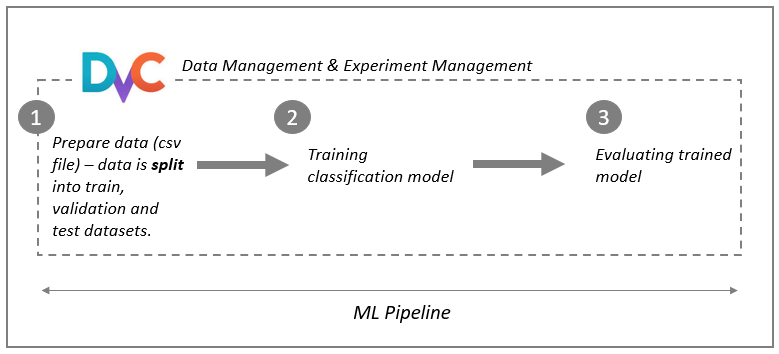 DVC
Data Management & Experiment Management
1
Prepare data (csv
file) – data is split
into train,
validation and
test datasets.
2
Training
classification model
3
Evaluating trained
model
ML Pipeline